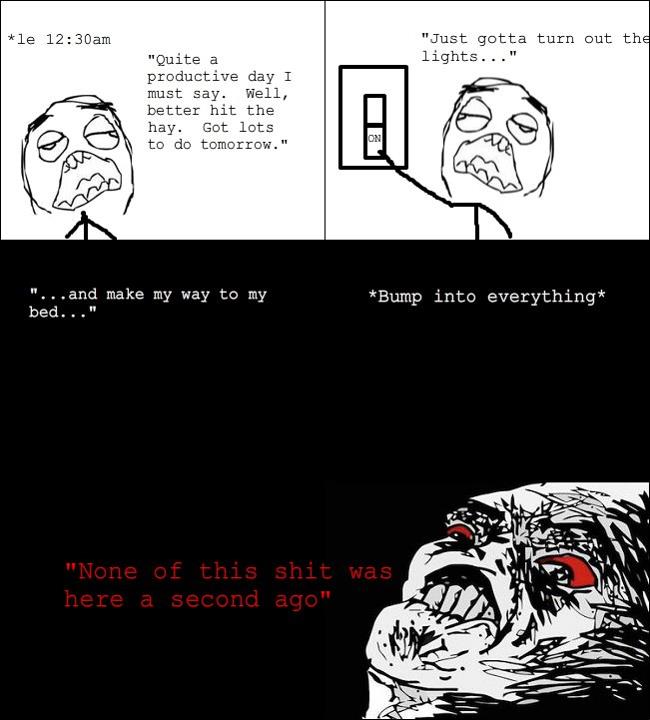 *le 12:30am
"Quite a
productive day I
must say.  Well,
better hit the
hay.  Got lots
to do tomorrow."
"Just gotta turn out the
lights..."
ON
"...and make my way to my
bed..."
*Bump into everything*
"None of this shit was
here a second ago"